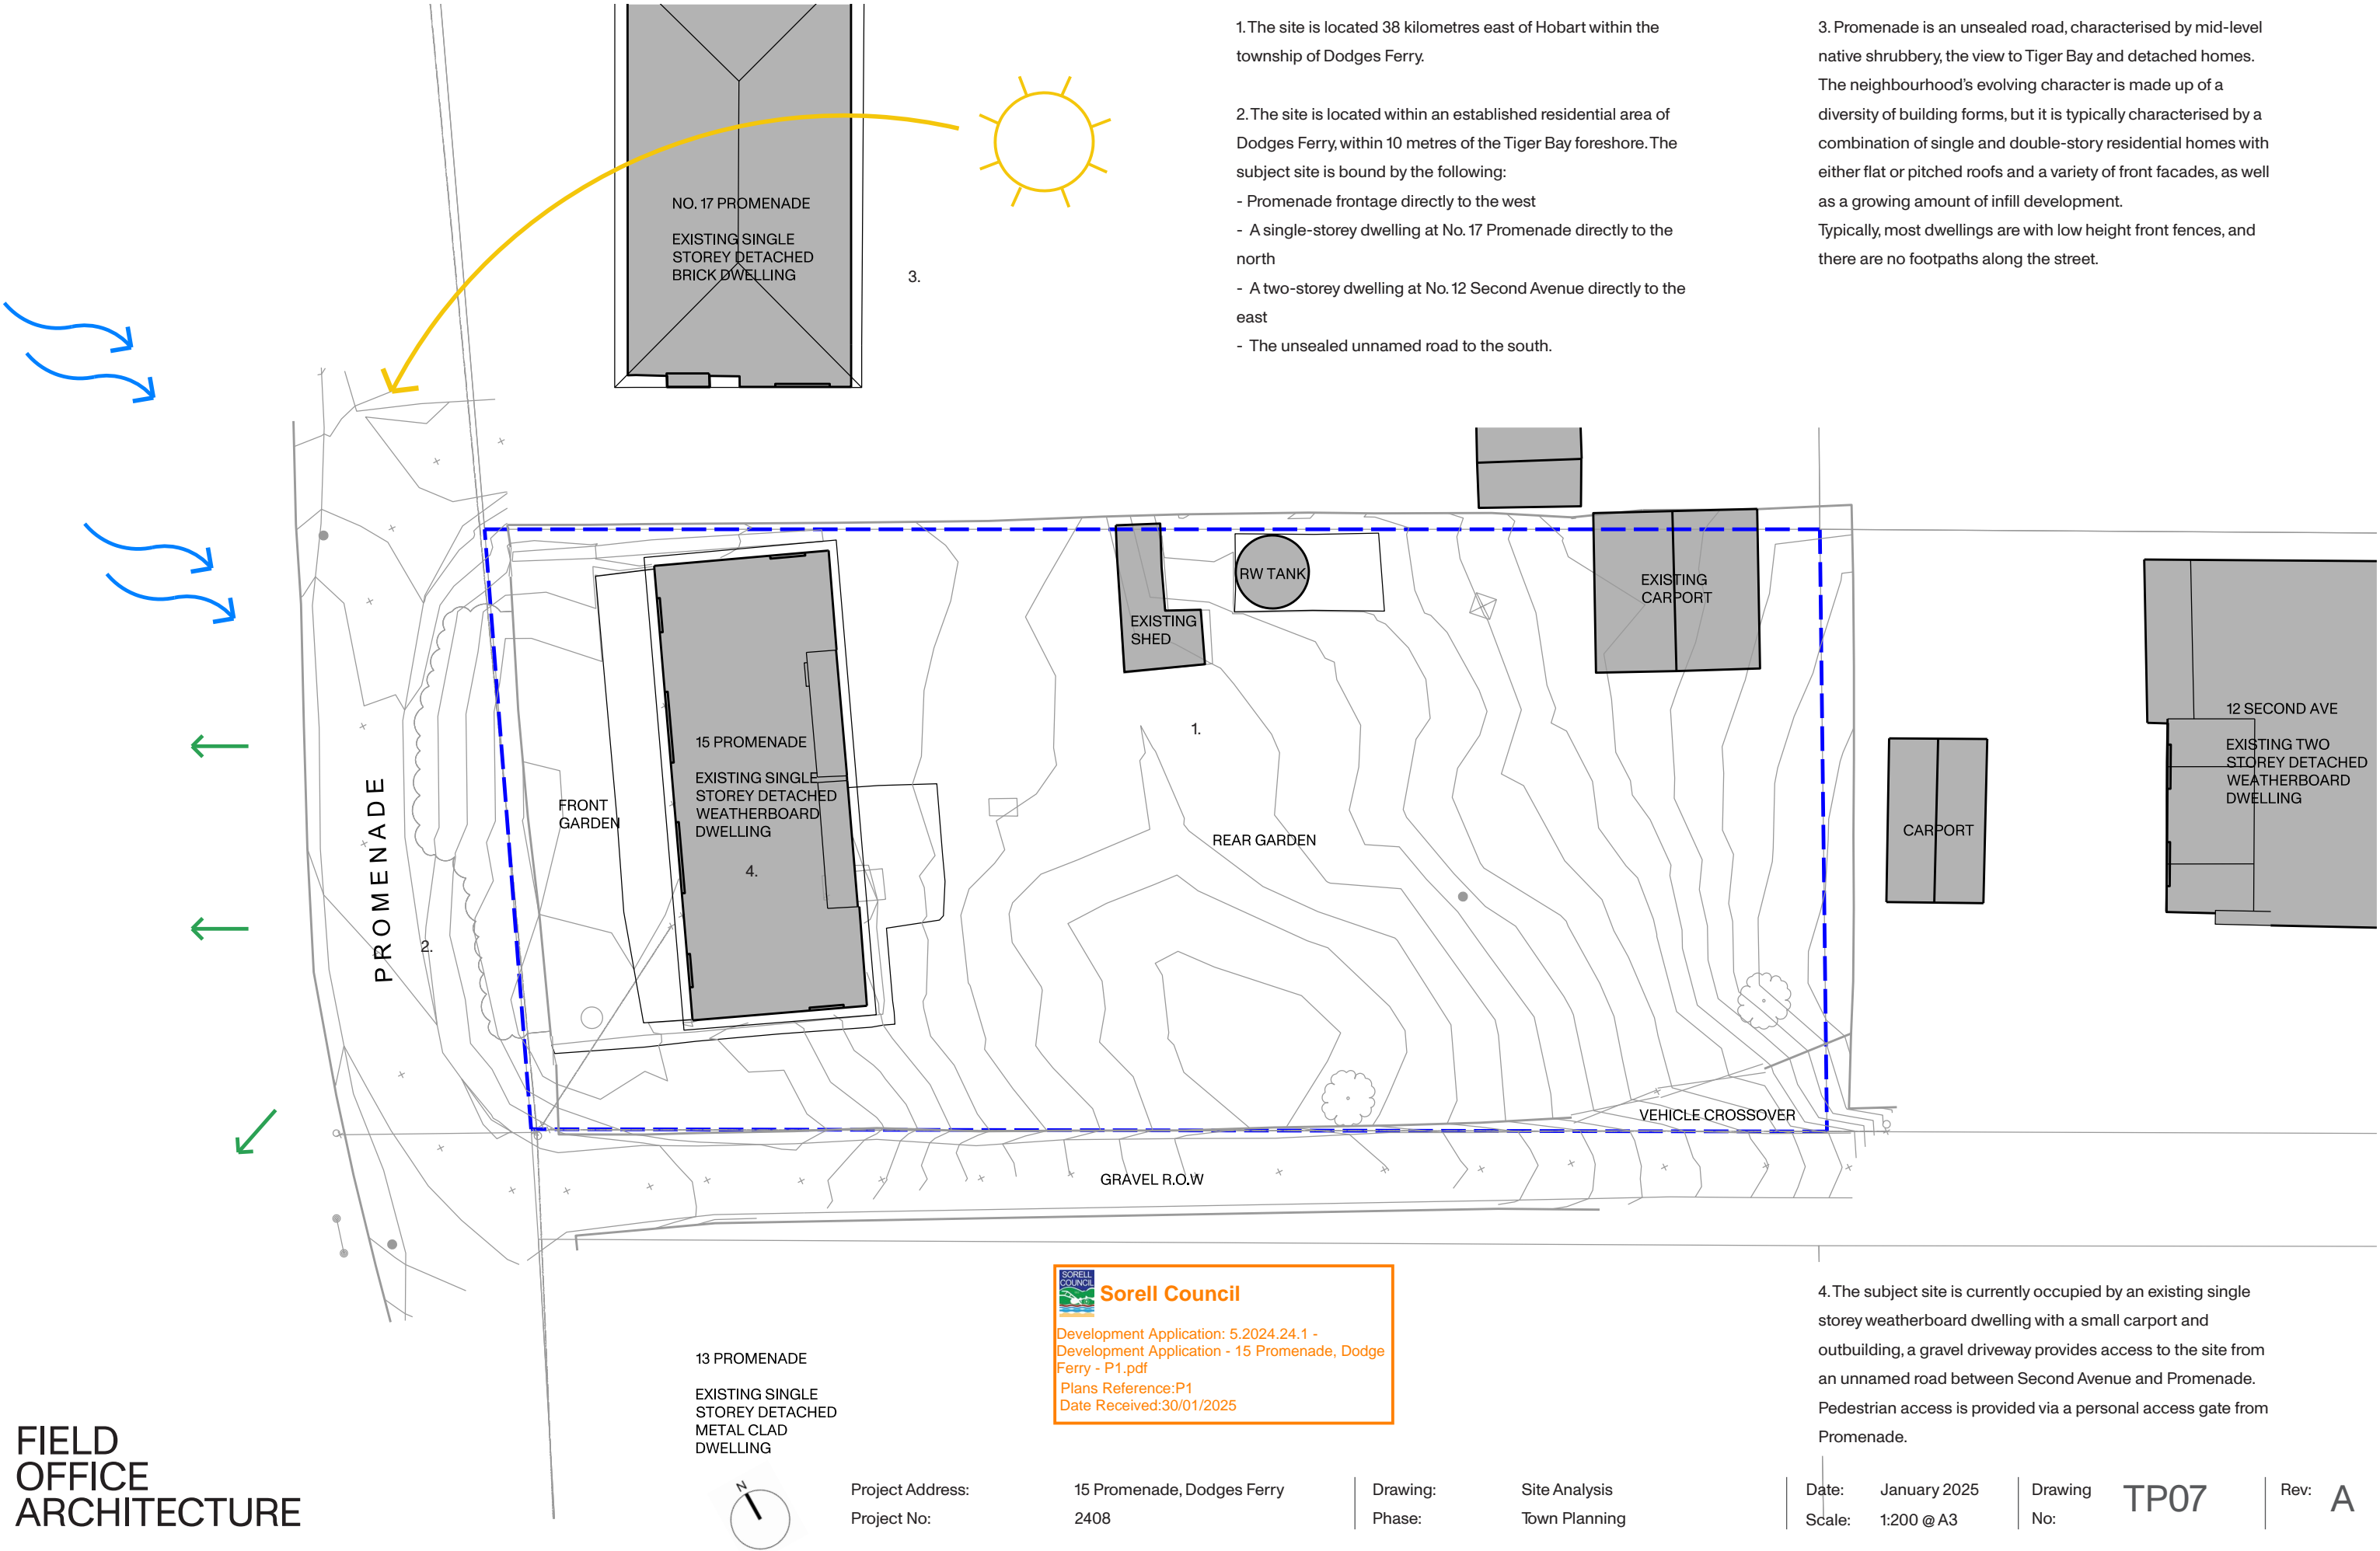 1. The site is located 38 kilometres east of Hobart within the
township of Dodges Ferry.
2. The site is located within an established residential area of
Dodges Ferry, within 10 metres of the Tiger Bay foreshore. The
subject site is bound by the following:
- Promenade frontage directly to the west
- A single-storey dwelling at No. 17 Promenade directly to the
north
- A two-storey dwelling at No. 12 Second Avenue directly to the
east
- The unsealed unnamed road to the south.
3. Promenade is an unsealed road, characterised by mid-level
native shrubbery, the view to Tiger Bay and detached homes.
The neighbourhood's evolving character is made up of a
diversity of building forms, but it is typically characterised by a
combination of single and double-story residential homes with
either flat or pitched roofs and a variety of front facades, as well
as a growing amount of infill development.
Typically, most dwellings are with low height front fences, and
there are no footpaths along the street.
NO. 17 PROMENADE
EXISTING SINGLE
STOREY DETACHED
BRICK DWELLING
3.
RW TANK
EXISTING
SHED
EXISTING
CARPORT
1.
15 PROMENADE
EXISTING SINGLE
STOREY DETACHED
WEATHERBOARD
DWELLING
4.
FRONT
GARDEN
REAR GARDEN
12 SECOND AVE
EXISTING TWO
STOREY DETACHED
WEATHERBOARD
DWELLING
CARPORT
PROMENADE
2.
VEHICLE CROSSOVER
GRAVEL R.O.W
SORELL
COUNCIL
Sorell Council
Development Application: 5.2024.24.1 -
Development Application - 15 Promenade, Dodge
Ferry - P1.pdf
Plans Reference:P1
Date Received:30/01/2025
4. The subject site is currently occupied by an existing single
storey weatherboard dwelling with a small carport and
outbuilding, a gravel driveway provides access to the site from
an unnamed road between Second Avenue and Promenade.
Pedestrian access is provided via a personal access gate from
Promenade.
13 PROMENADE
EXISTING SINGLE
STOREY DETACHED
METAL CLAD
DWELLING
FIELD
OFFICE
ARCHITECTURE
N
Project Address: 15 Promenade, Dodges Ferry
Project No: 2408
Drawing: Site Analysis
Phase: Town Planning
Date: January 2025
Scale: 1:200 @ A3
Drawing
No:
TP07
Rev: A